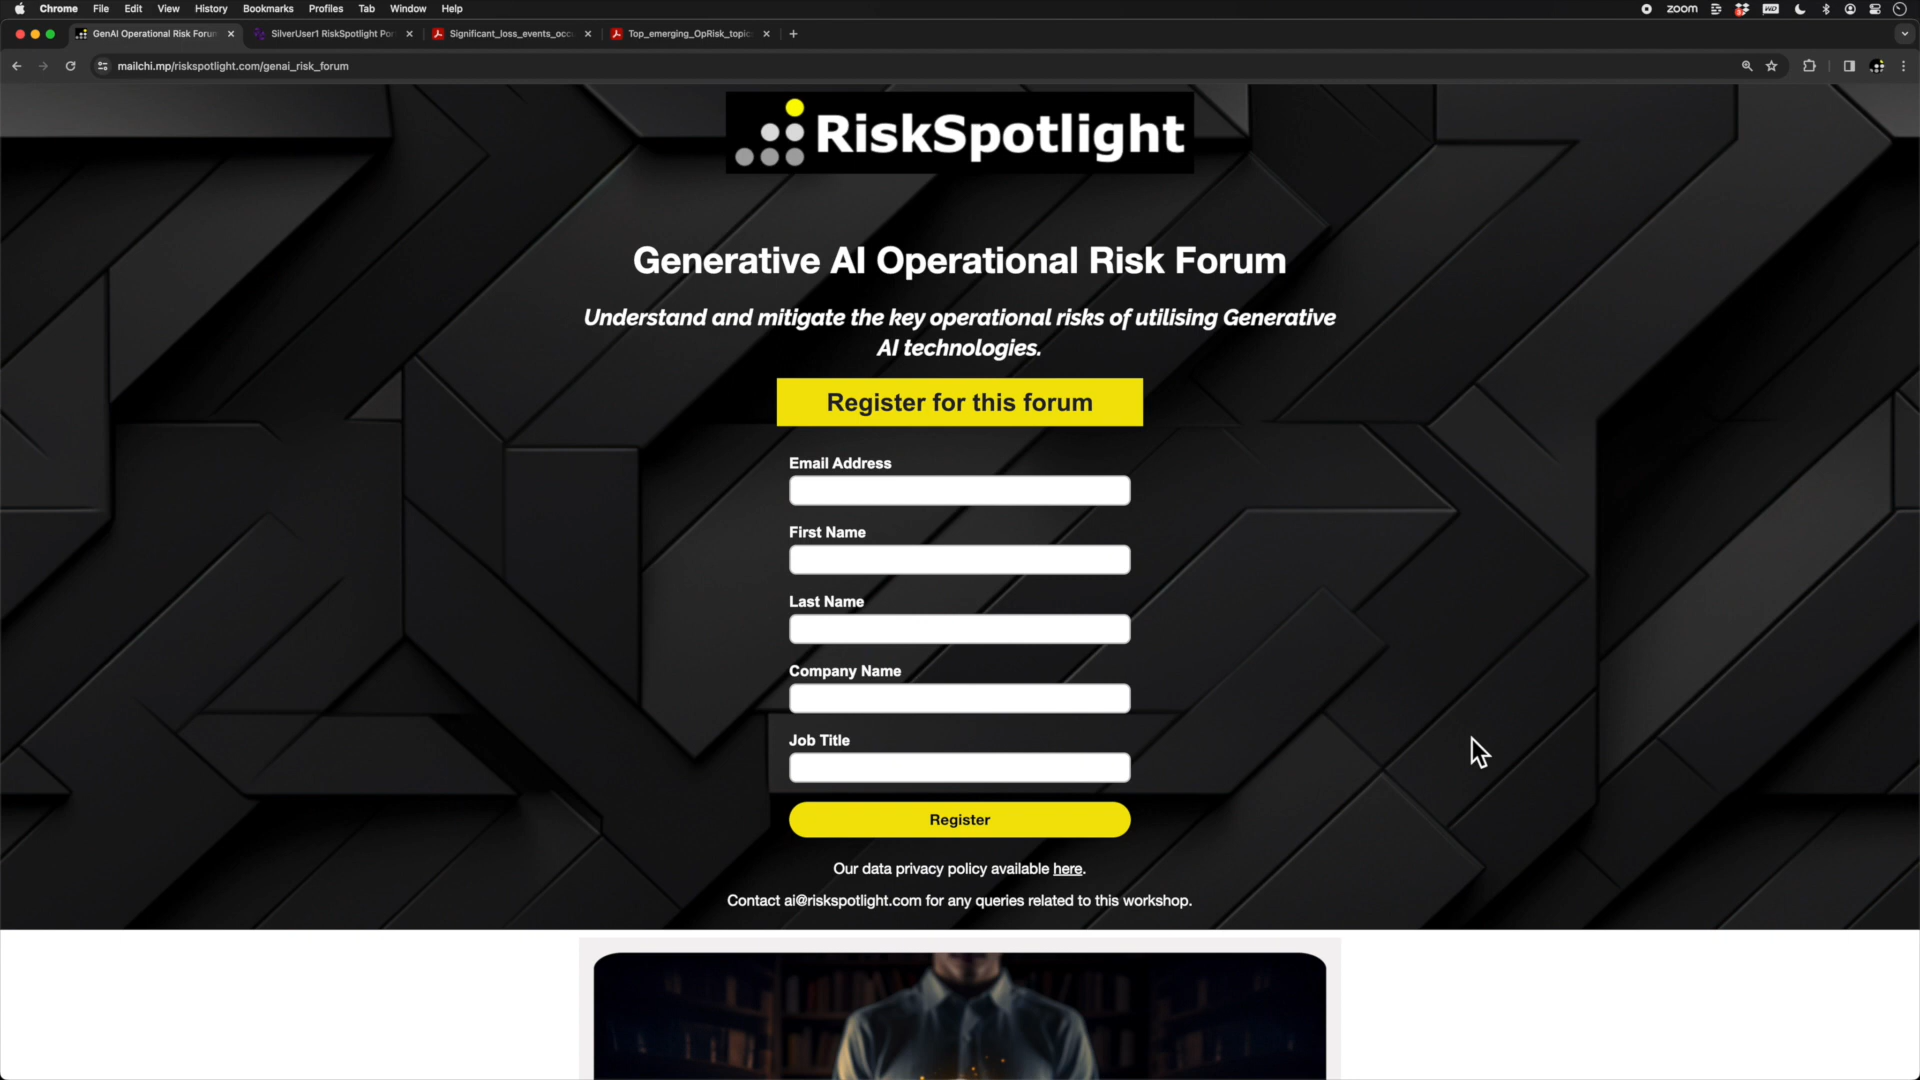 Chrome File Edit View History Bookmarks Profiles Tab Window Help zoom
GenAI Operational Risk Forum SilverUser1 RiskSpotlight Por Significant_loss_events_occu Top_emerging_OpRisk_topic
mailchi.mp/riskspotlight.com/genai_risk_forum
RiskSpotlight
Generative AI Operational Risk Forum
Understand and mitigate the key operational risks of utilising Generative
AI technologies.
Register for this forum
Email Address
First Name
Last Name
Company Name
Job Title
Register
Our data privacy policy available here.
Contact ai@riskspotlight.com for any queries related to this workshop.